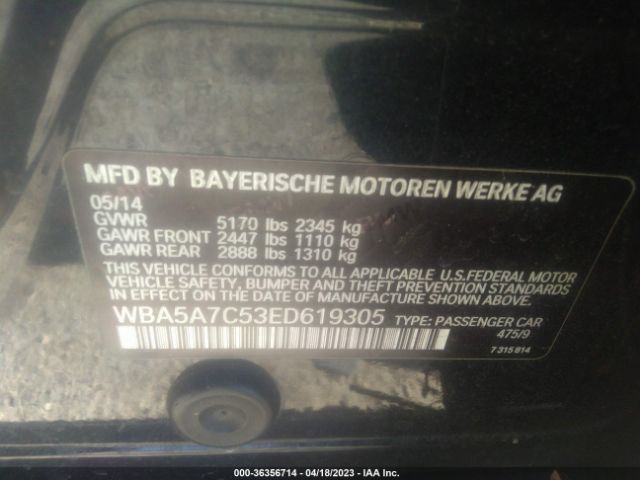 MFD BY BAYERISCHE MOTOREN WERKE AG
05/14
GVWR 5170 lbs 2345 kg
GAWR FRONT 2447 lbs 1110 kg
GAWR REAR 2888 lbs 1310 kg
THIS VEHICLE CONFORMS TO ALL APPLICABLE U.S.FEDERAL MOTOR
VEHICLE SAFETY, BUMPER AND THEFT PREVENTION STANDARDS
IN EFFECT ON THE DATE OF MANUFACTURE SHOWN ABOVE.
WBA5A7C53ED619305 TYPE: PASSENGER CAR
475/9
7 315 814
000-36356714 - 04/18/2023 - IAA Inc.